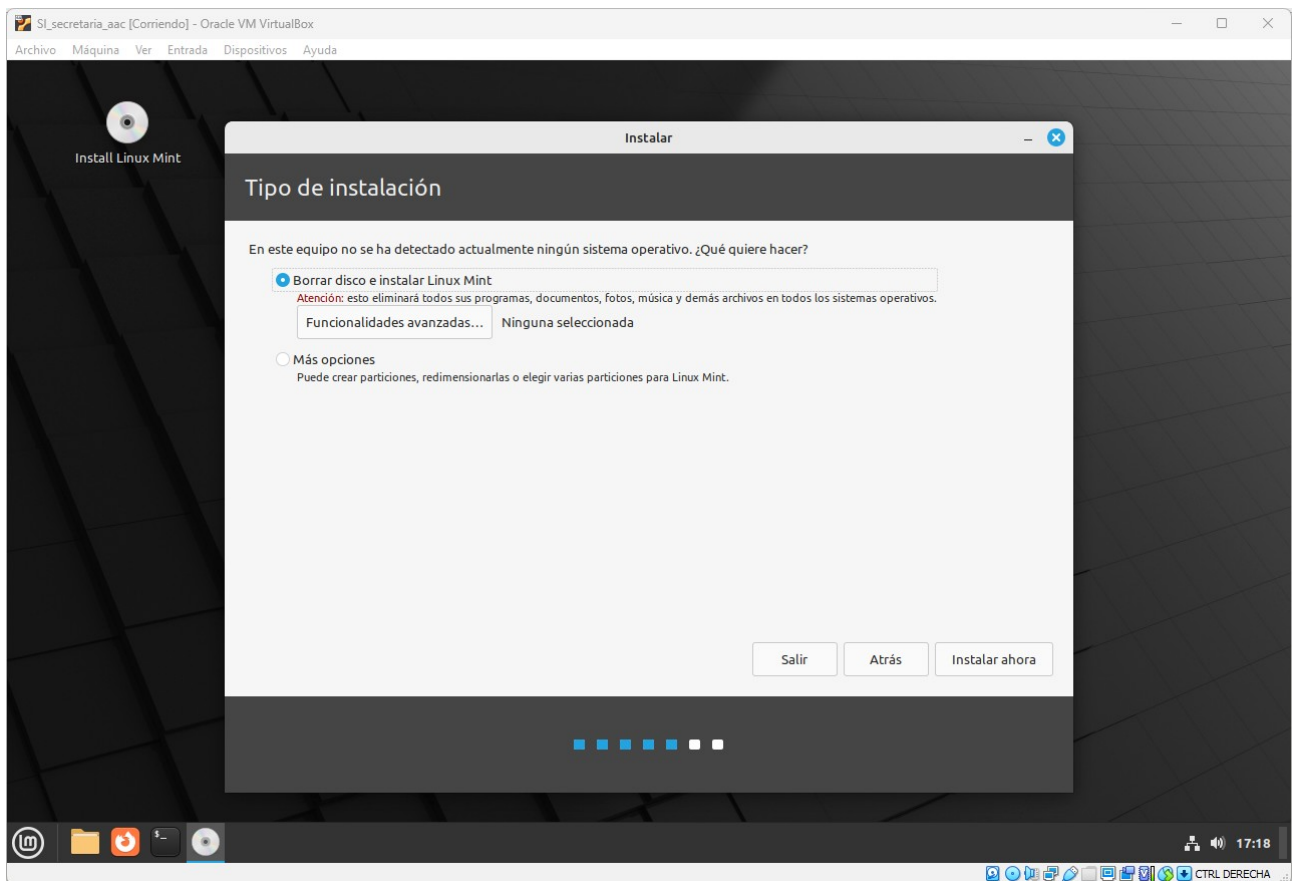 SI_secretaria_aac [Corriendo] - Oracle VM VirtualBox
Archivo Máquina Ver Entrada Dispositivos Ayuda
Install Linux Mint
Instalar
Tipo de instalación
En este equipo no se ha detectado actualmente ningún sistema operativo. ¿Qué quiere hacer?
Borrar disco e instalar Linux Mint
Atención: esto eliminará todos sus programas, documentos, fotos, música y demás archivos en todos los sistemas operativos.
Funcionalidades avanzadas... Ninguna seleccionada
Más opciones
Puede crear particiones, redimensionarlas o elegir varias particiones para Linux Mint.
Salir Atrás Instalar ahora
$_
17:18
CTRL DERECHA